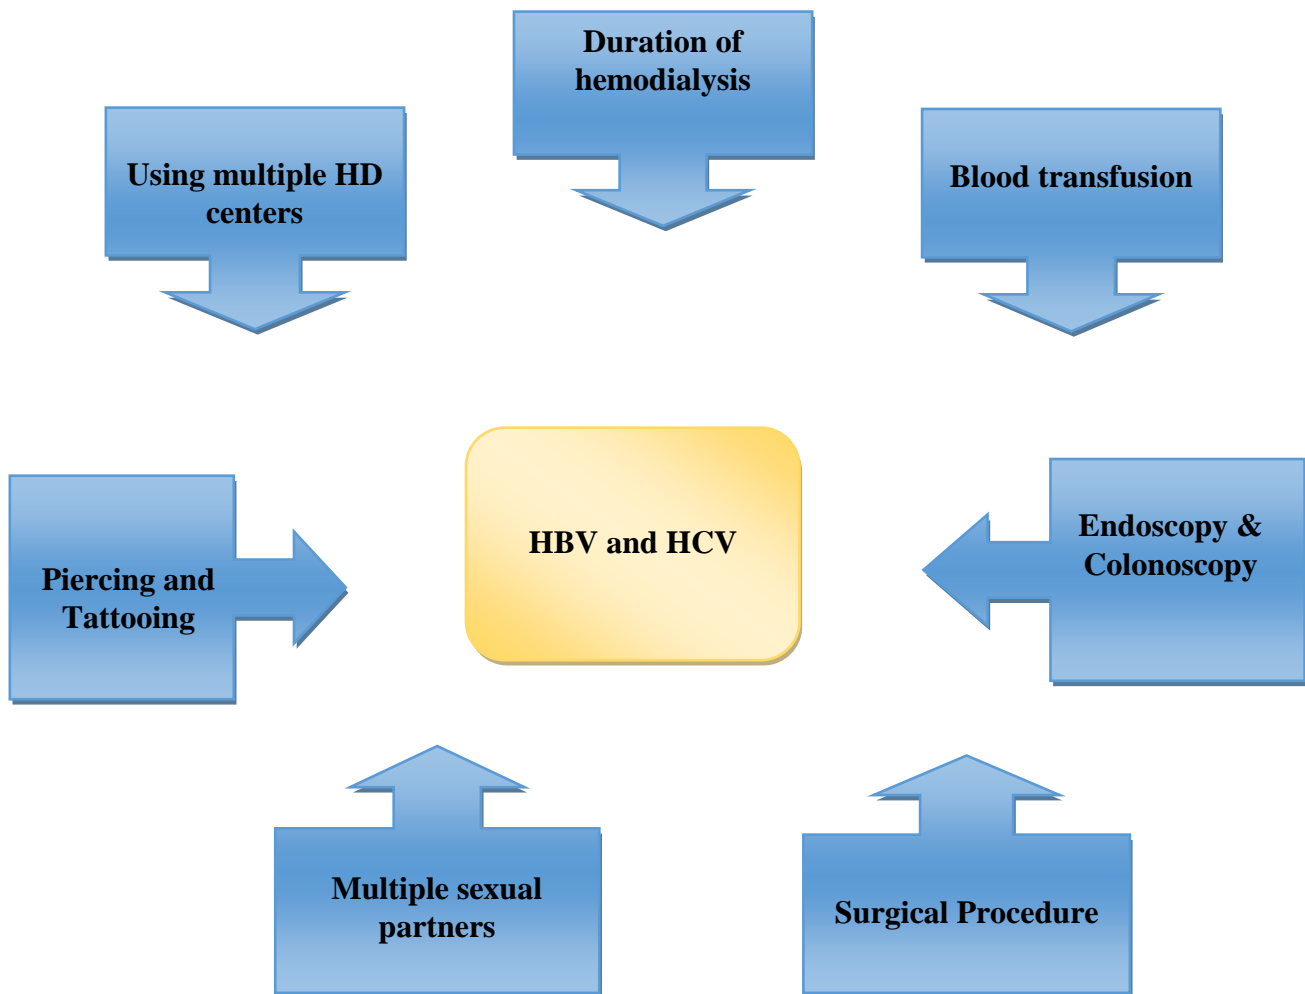 Duration of
hemodialysis
Using multiple HD
centers
Blood transfusion
HBV and HCV
Endoscopy &
Colonoscopy
Piercing and
Tattooing
Multiple sexual
partners
Surgical Procedure